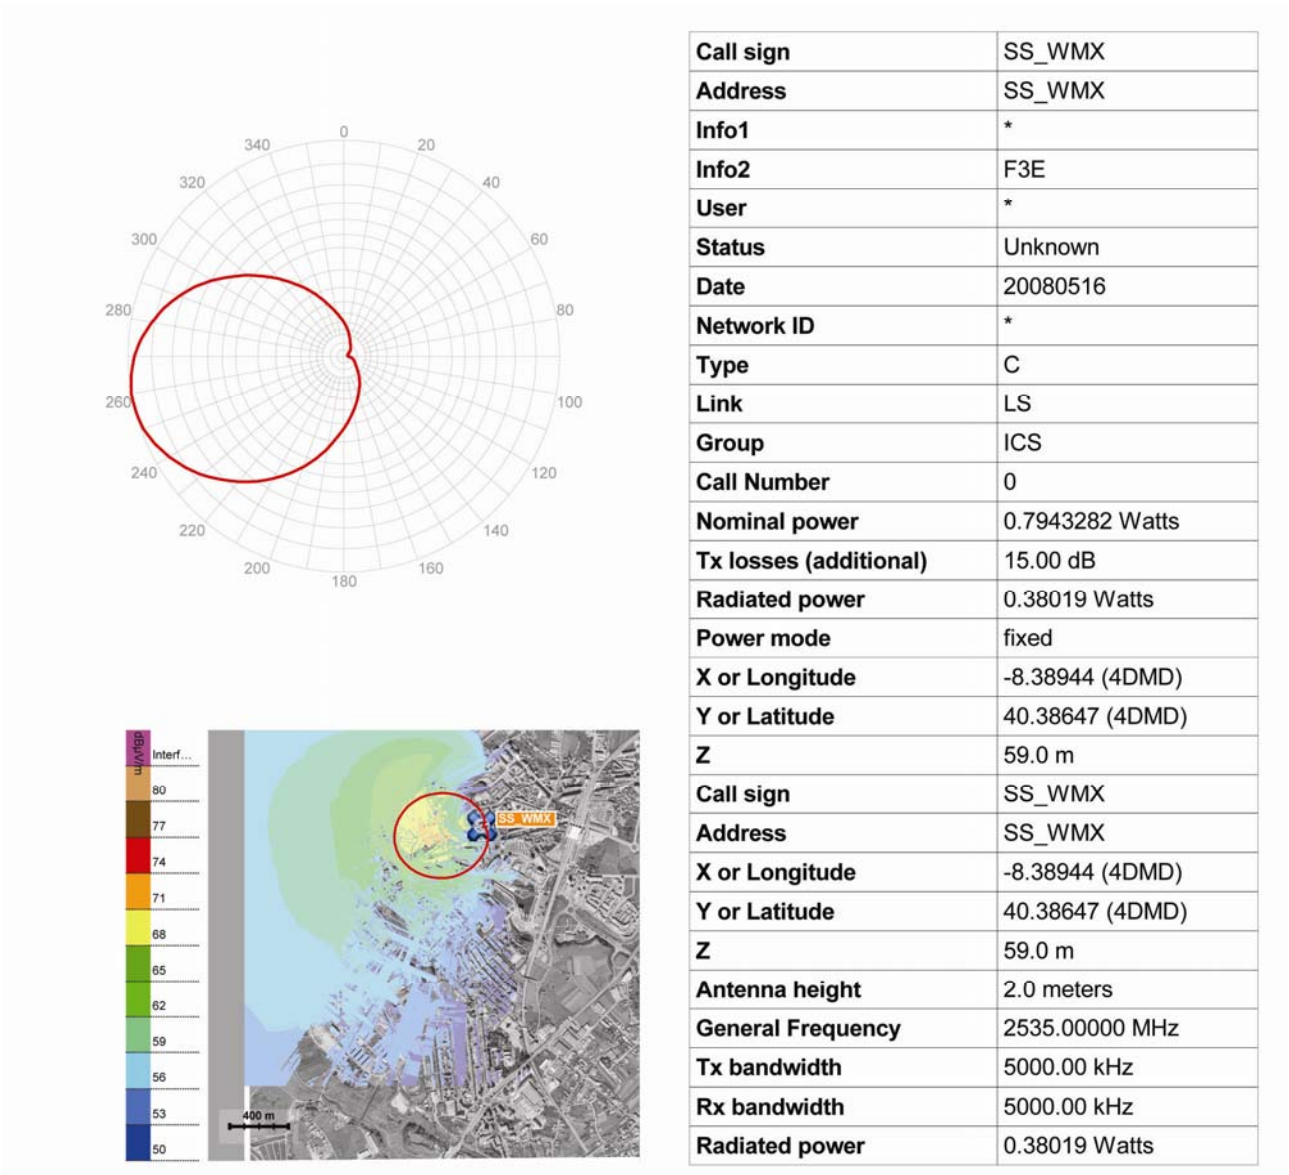 0
20
40
60
80
100
120
140
160
180
200
220
240
260
280
300
320
340
dBµV/m
Interf...
80
77
74
71
68
65
62
59
56
53
50
SS_WMX
400 m
Call sign SS_WMX
Address SS_WMX
Info1 *
Info2 F3E
User *
Status Unknown
Date 20080516
Network ID *
Type C
Link LS
Group ICS
Call Number 0
Nominal power 0.7943282 Watts
Tx losses (additional) 15.00 dB
Radiated power 0.38019 Watts
Power mode fixed
X or Longitude -8.38944 (4DMD)
Y or Latitude 40.38647 (4DMD)
Z 59.0 m
Call sign SS_WMX
Address SS_WMX
X or Longitude -8.38944 (4DMD)
Y or Latitude 40.38647 (4DMD)
Z 59.0 m
Antenna height 2.0 meters
General Frequency 2535.00000 MHz
Tx bandwidth 5000.00 kHz
Rx bandwidth 5000.00 kHz
Radiated power 0.38019 Watts